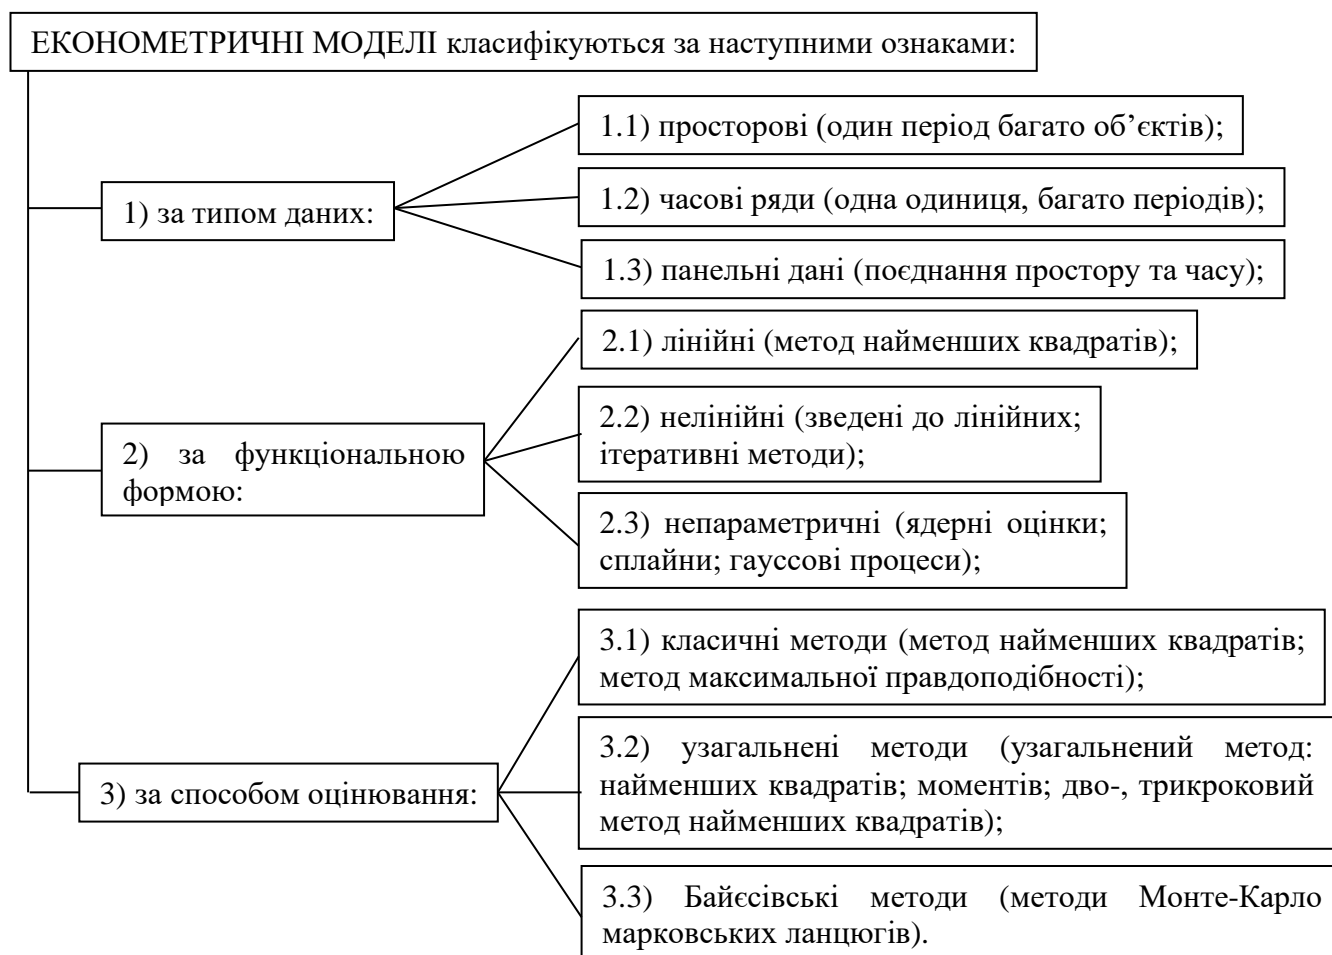 ЕКОНОМЕТРИЧНІ МОДЕЛІ класифікуються за наступними ознаками:
1) за типом даних:
1.1) просторові (один період багато об’єктів);
1.2) часові ряди (одна одиниця, багато періодів);
1.3) панельні дані (поєднання простору та часу);
2) за функціональною
формою:
2.1) лінійні (метод найменших квадратів);
2.2) нелінійні (зведені до лінійних;
ітеративні методи);
2.3) непараметричні (ядерні оцінки;
сплайни; гауссові процеси);
3) за способом оцінювання:
3.1) класичні методи (метод найменших квадратів;
метод максимальної правдоподібності);
3.2) узагальнені методи (узагальнений метод:
найменших квадратів; моментів; дво-, трикроковий
метод найменших квадратів);
3.3) Байєсівські методи (методи Монте-Карло
марковських ланцюгів).